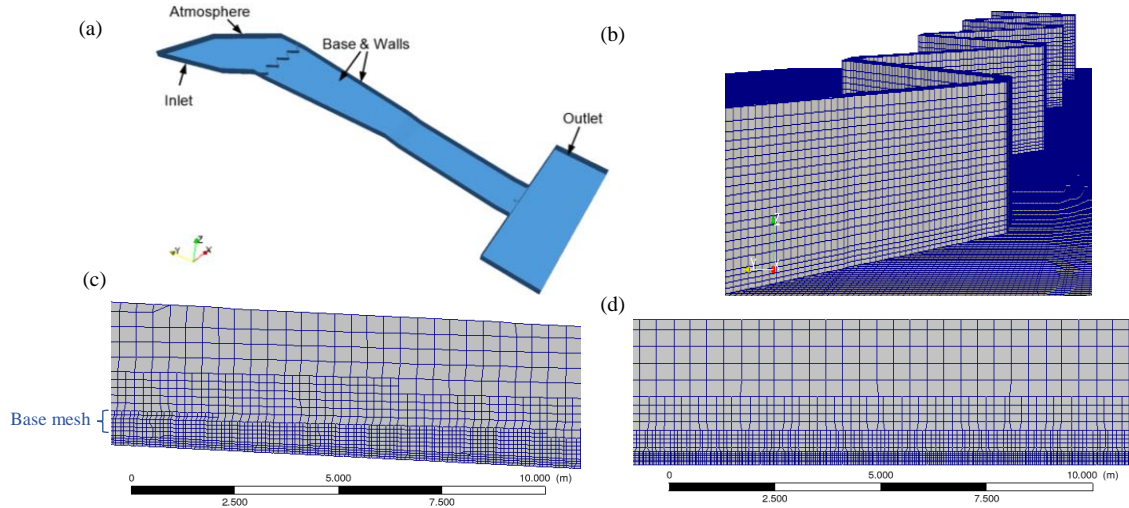 (a)
Atmosphere
Base & Walls
Inlet
Outlet
Y
Z
X
(b)
Z
Y
(c)
Base mesh
0
5.000
10.000 (m)
2.500
7.500
(d)
0
5.000
10.000 (m)
2.500
7.500